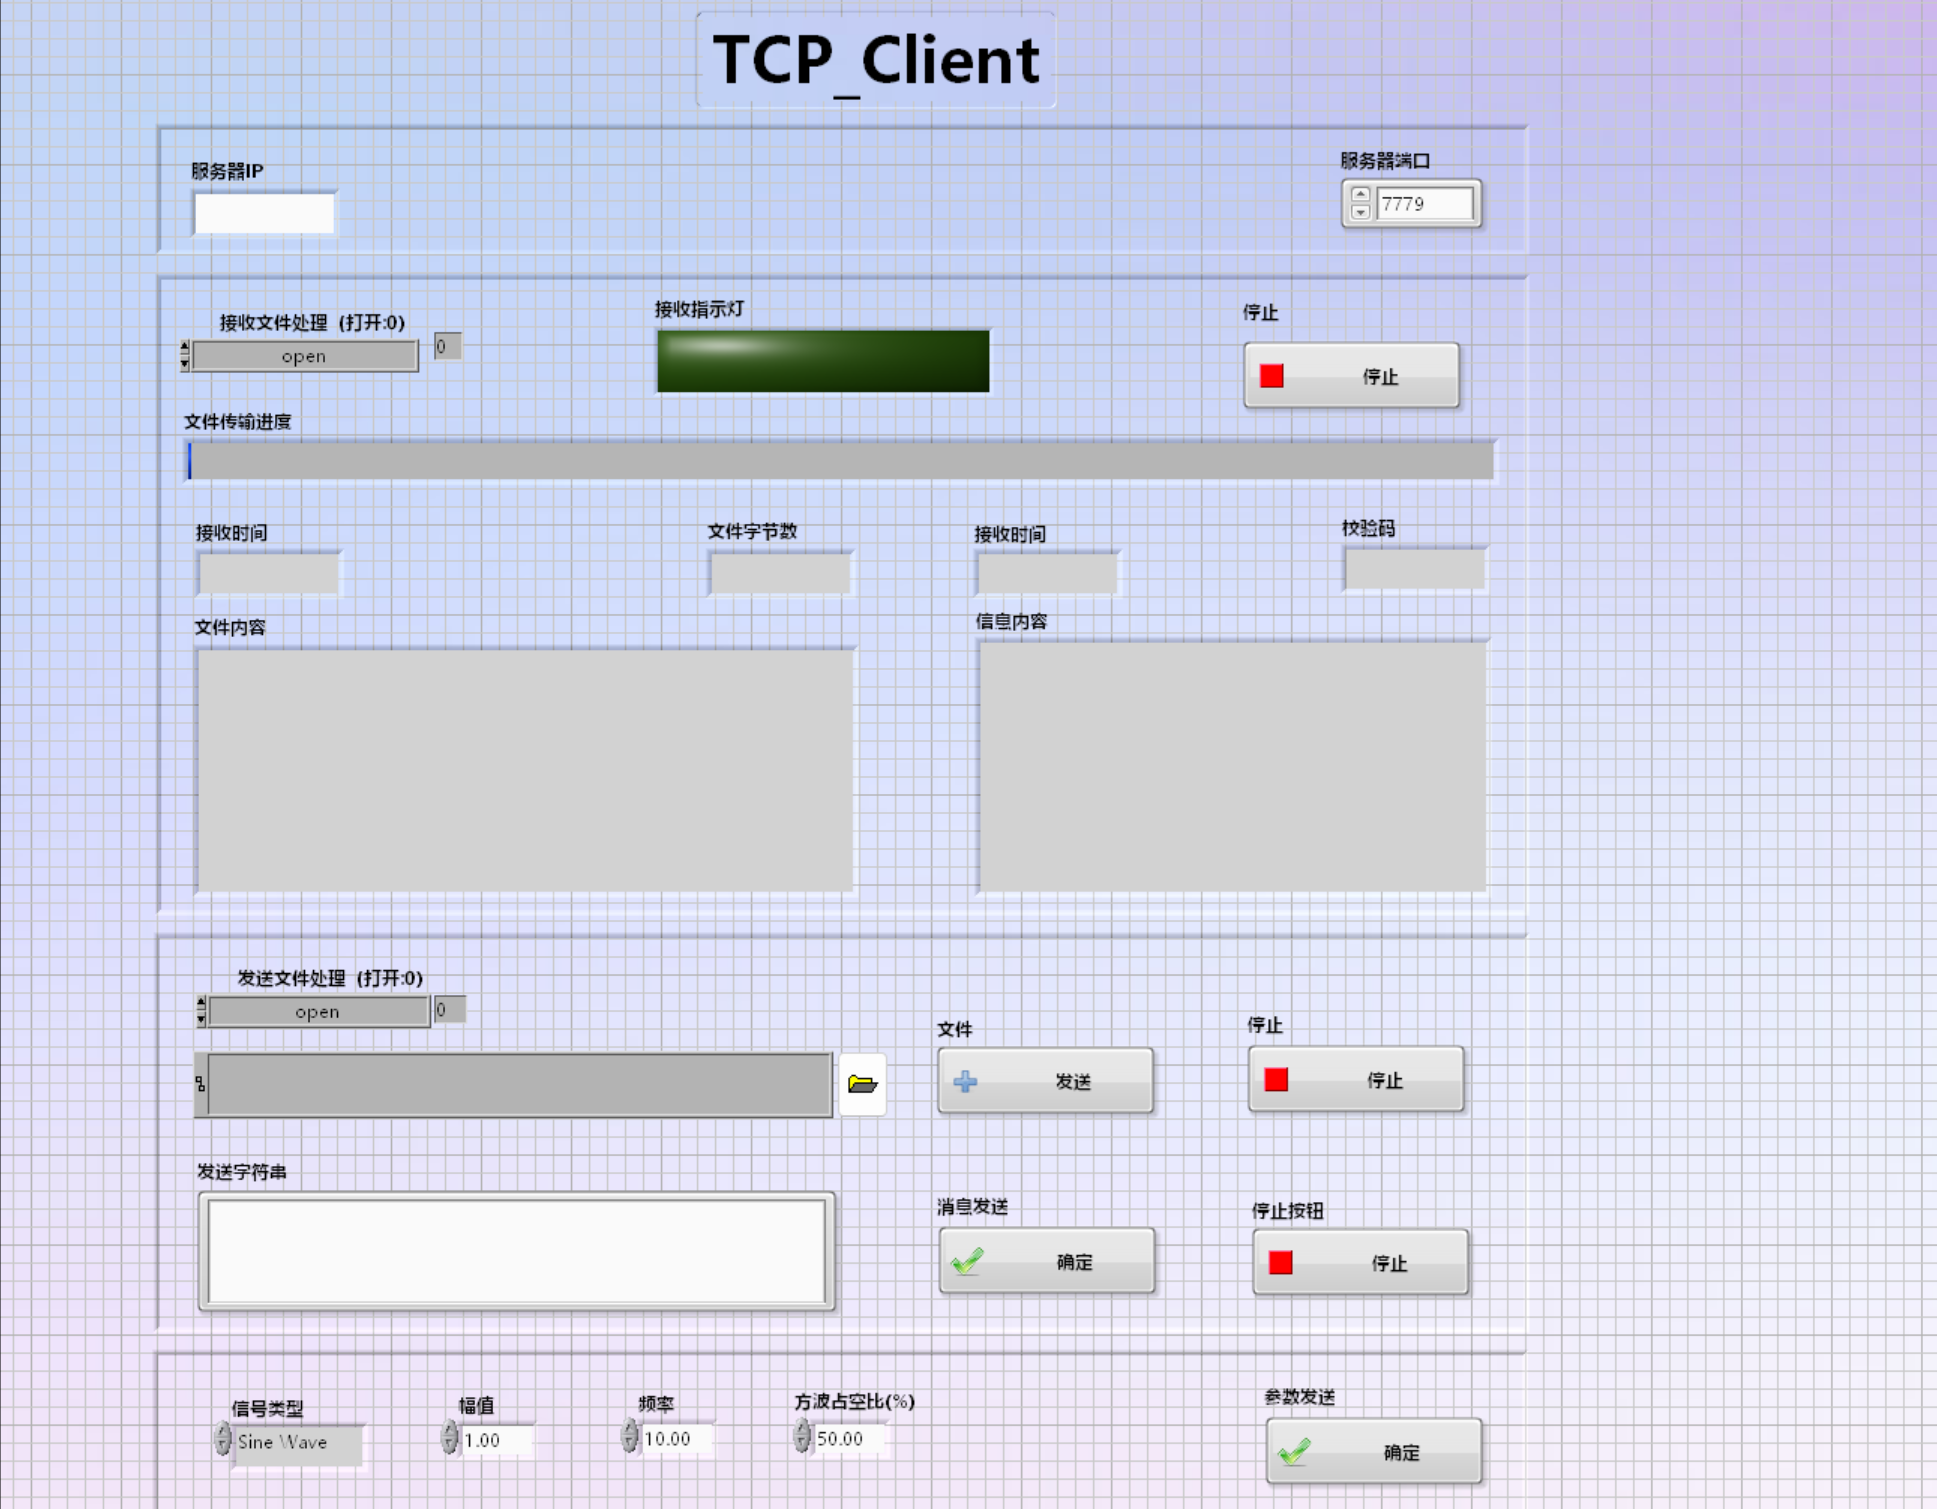 TCP_Client
服务器IP
服务器端口
7779
接收文件处理 (打开:0)
open
0
接收指示灯
停止
停止
文件传输进度
接收时间
文件字节数
接收时间
校验码
文件内容
信息内容
发送文件处理 (打开:0)
open
0
文件
发送
停止
停止
发送字符串
消息发送
确定
停止按钮
停止
信号类型
Sine Wave
幅值
1.00
频率
10.00
方波占空比(%)
50.00
参数发送
确定